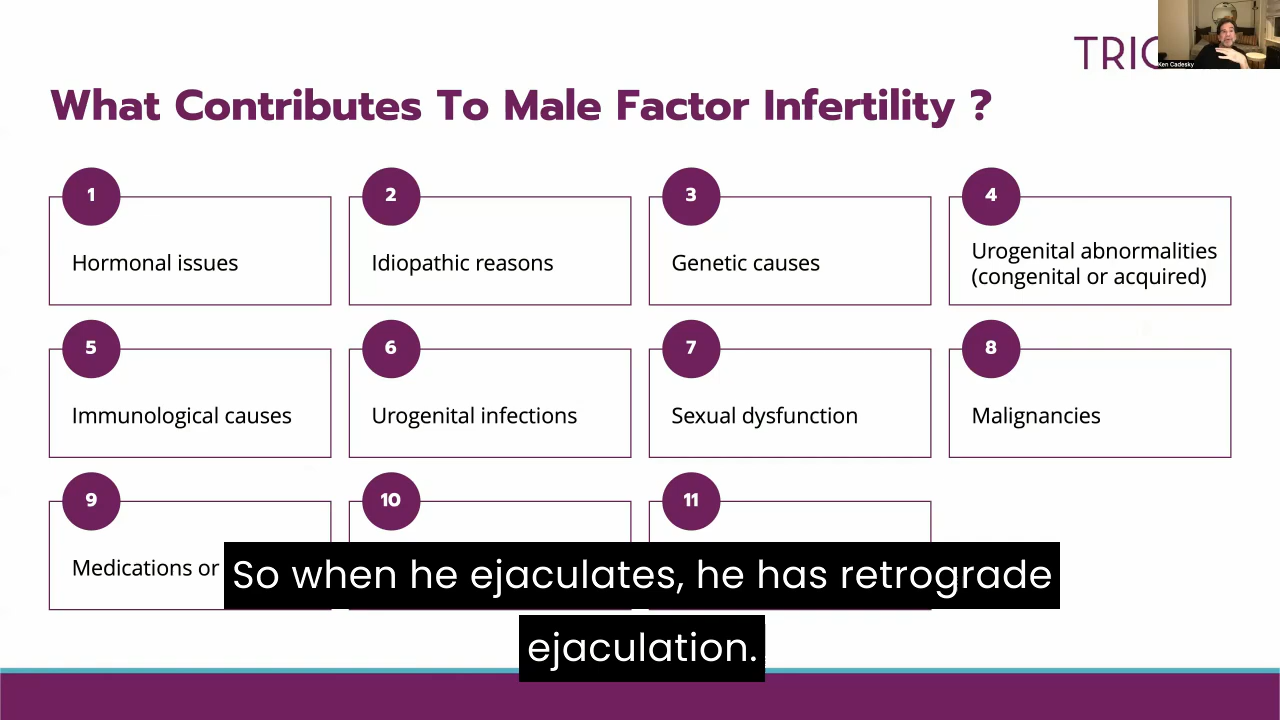 TRIO
Ken Cadesky
What Contributes To Male Factor Infertility ?
1
Hormonal issues
2
Idiopathic reasons
3
Genetic causes
4
Urogenital abnormalities
(congenital or acquired)
5
Immunological causes
6
Urogenital infections
7
Sexual dysfunction
8
Malignancies
9
Medications or
10
11
So when he ejaculates, he has retrograde
ejaculation.